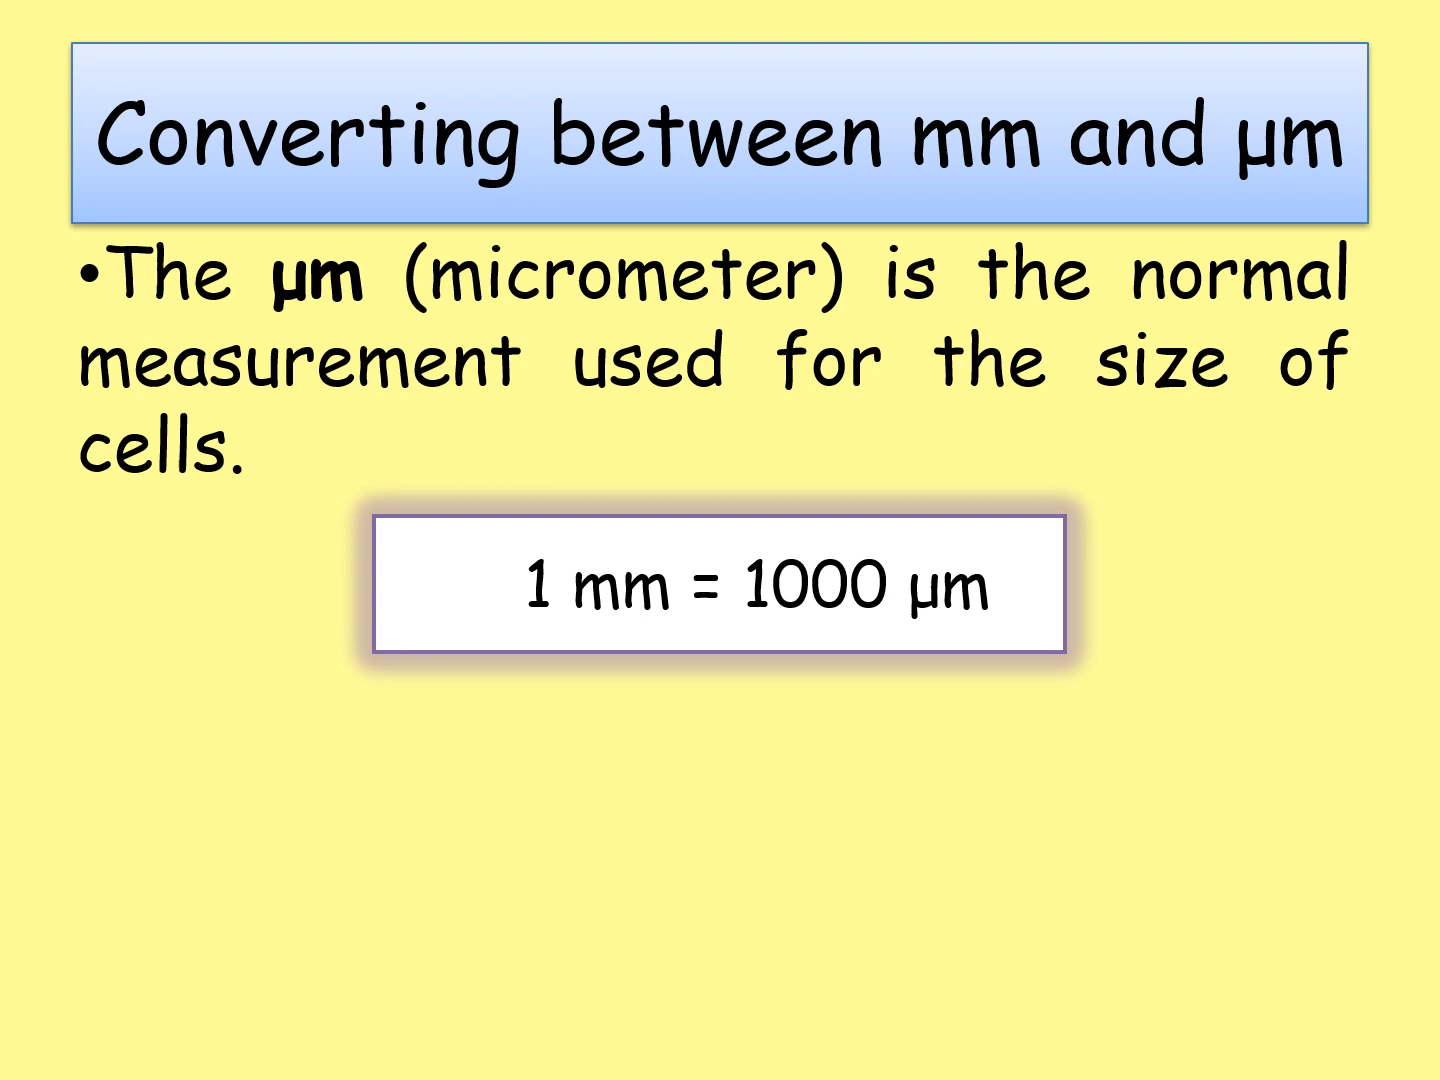 Converting between mm and µm
•The µm (micrometer) is the normal
measurement used for the size of
cells.
1 mm = 1000 µm